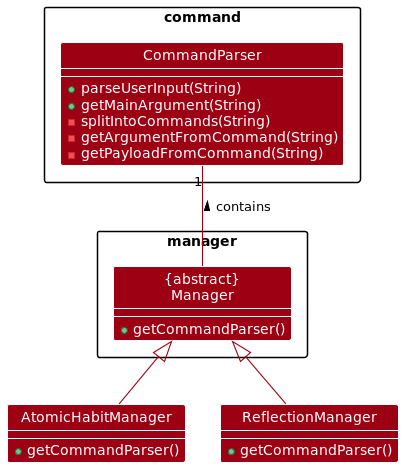 command
CommandParser
parseUserInput(String)
getMainArgument(String)
splitIntoCommands(String)
getArgumentFromCommand(String)
getPayloadFromCommand(String)
1
contains
manager
{abstract}
Manager
getCommandParser()
AtomicHabitManager
getCommandParser()
ReflectionManager
getCommandParser()